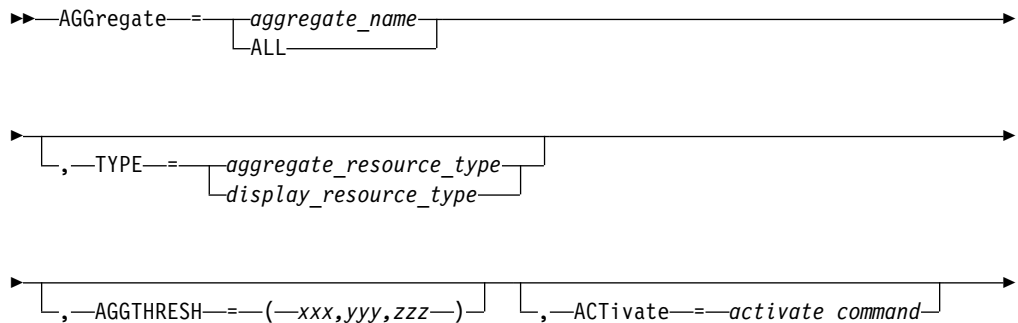 AGGregate = aggregate_name
ALL
, TYPE = aggregate_resource_type
display_resource_type
, AGGTHRESH = ( xxx,yyy,zzz ) , ACTivate = activate command